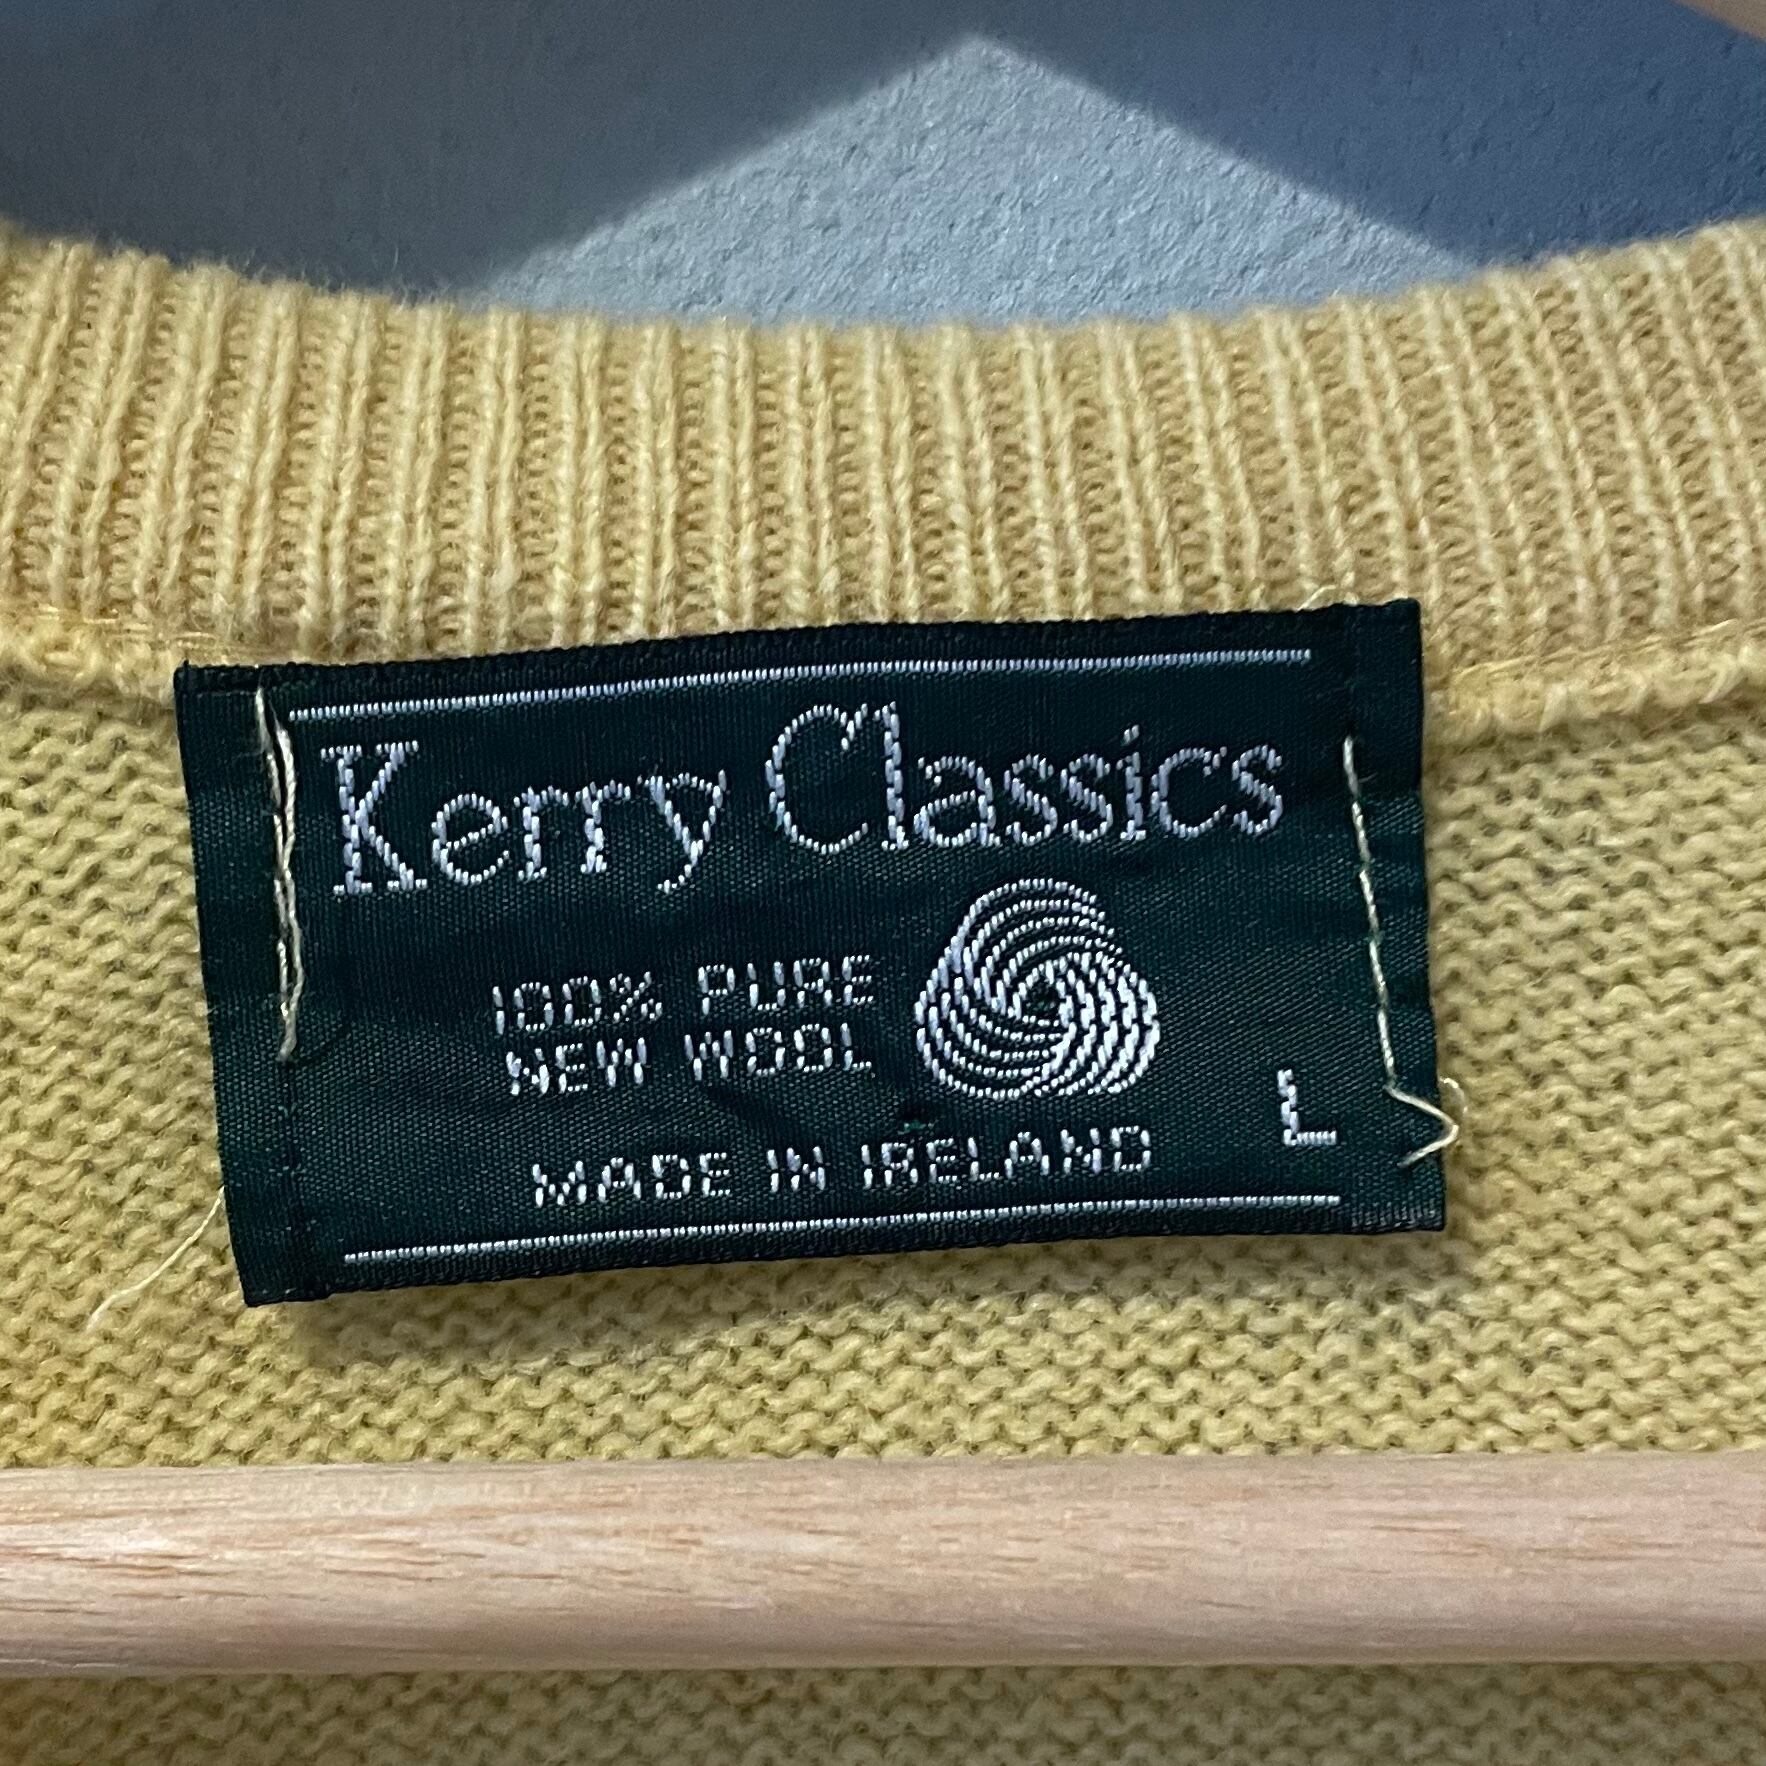 Kerry Classics
100% PURE
NEW WOOL
L
MADE IN IRELAND